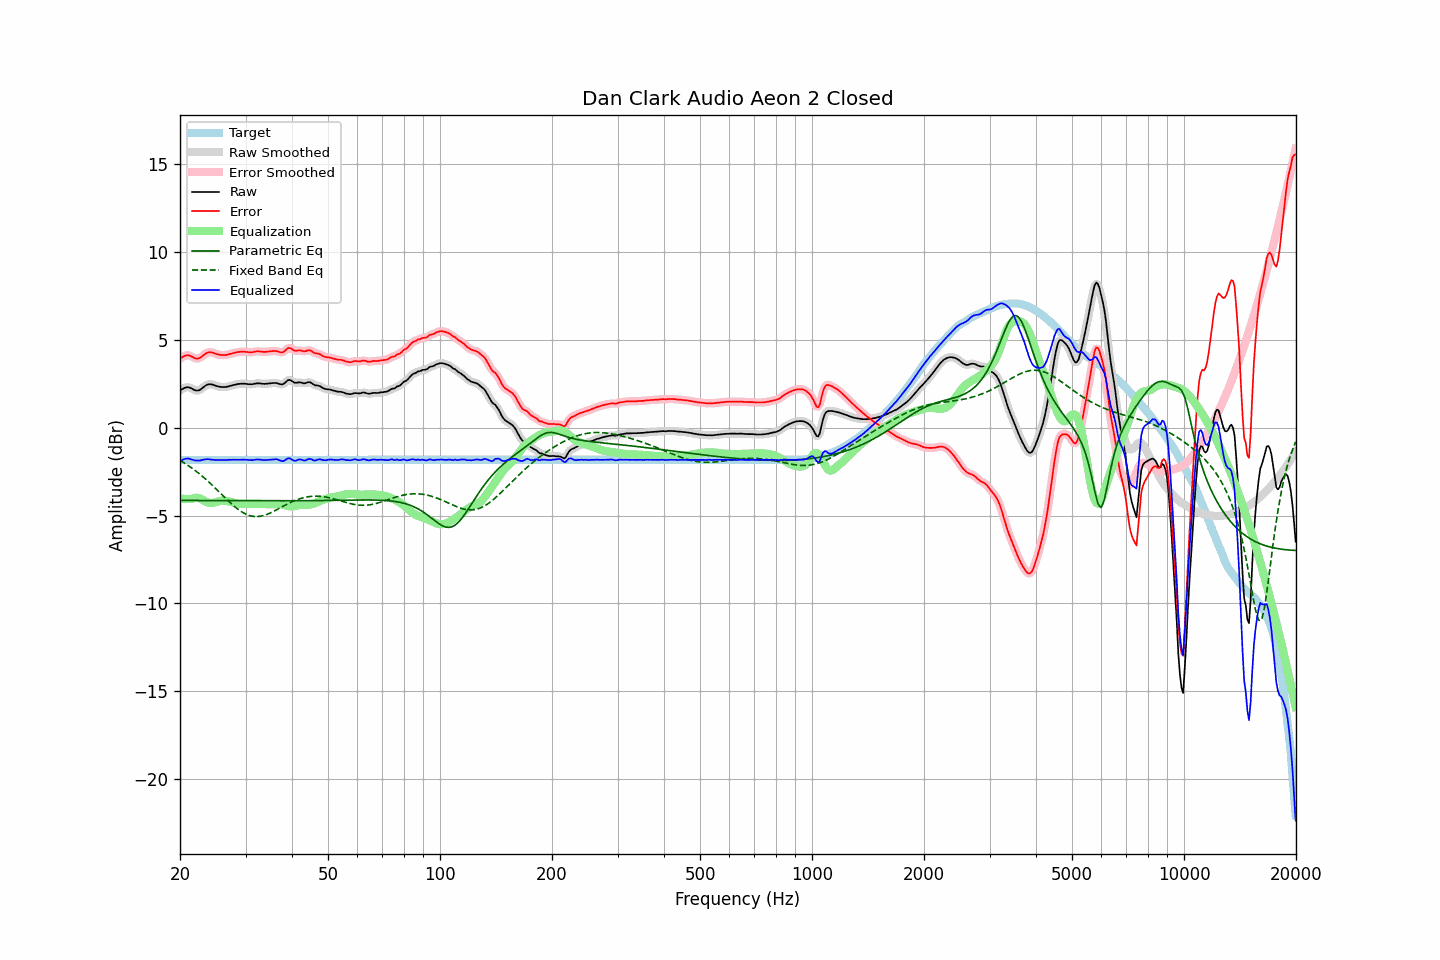 Dan Clark Audio Aeon 2 Closed
Target
Raw Smoothed
Error Smoothed
Raw
Error
Equalization
Parametric Eq
Fixed Band Eq
Equalized
Amplitude (dBr)
15
10
5
0
−5
−10
−15
−20
20 50 100 200 500 1000 2000 5000 10000 20000
Frequency (Hz)